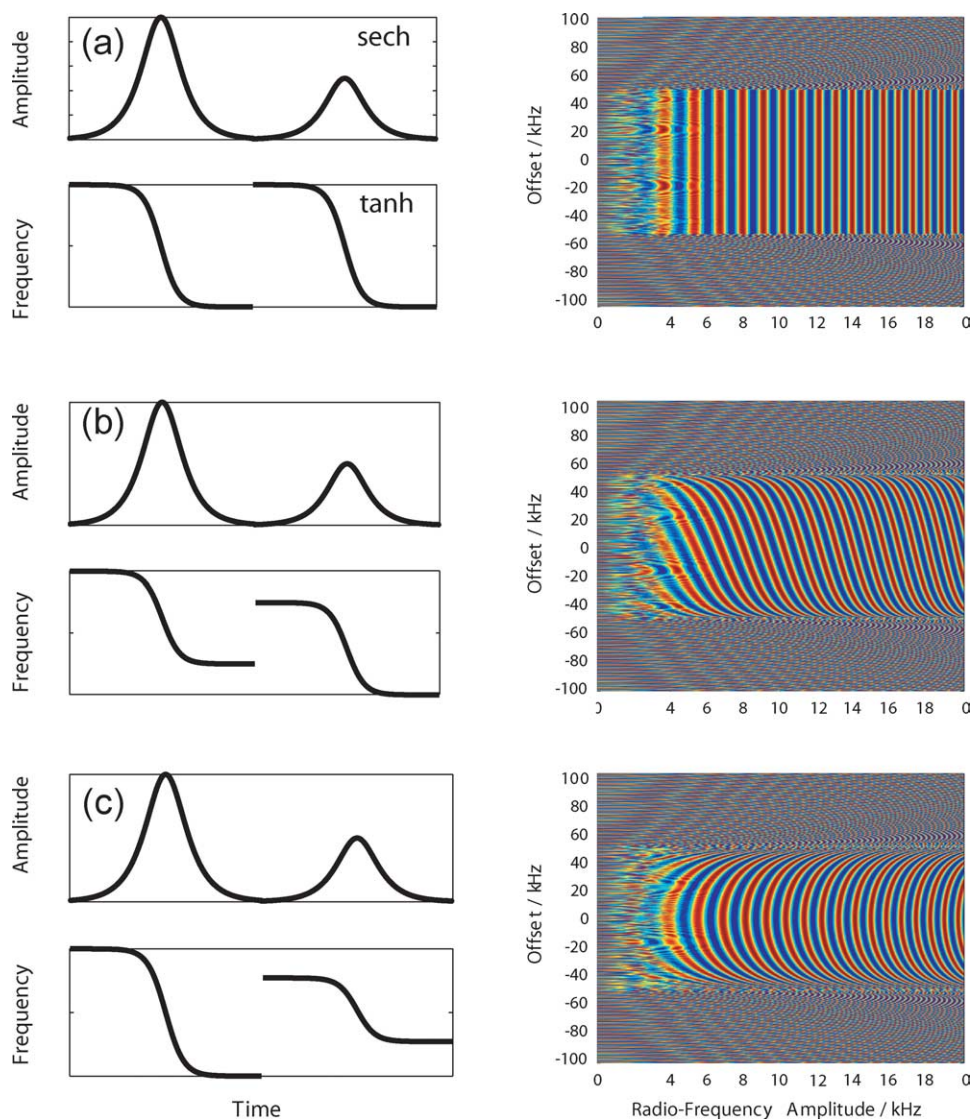 (a)
Amplitude
sech
Frequency
tanh
Offset / kHz
100
80
60
40
20
0
-20
-40
-60
-80
-100
0 4 6 8 10 12 14 16 18
(b)
Amplitude
Frequency
Offset / kHz
100
80
60
40
20
0
-20
-40
-60
-80
-100
4 6 8 10 12 14 16 18
(c)
Amplitude
Frequency
Time
Offset / kHz
100
80
60
40
20
0
-20
-40
-60
-80
-100
0 4 6 8 10 12 14 16 18
Radio-Frequency Amplitude / kHz